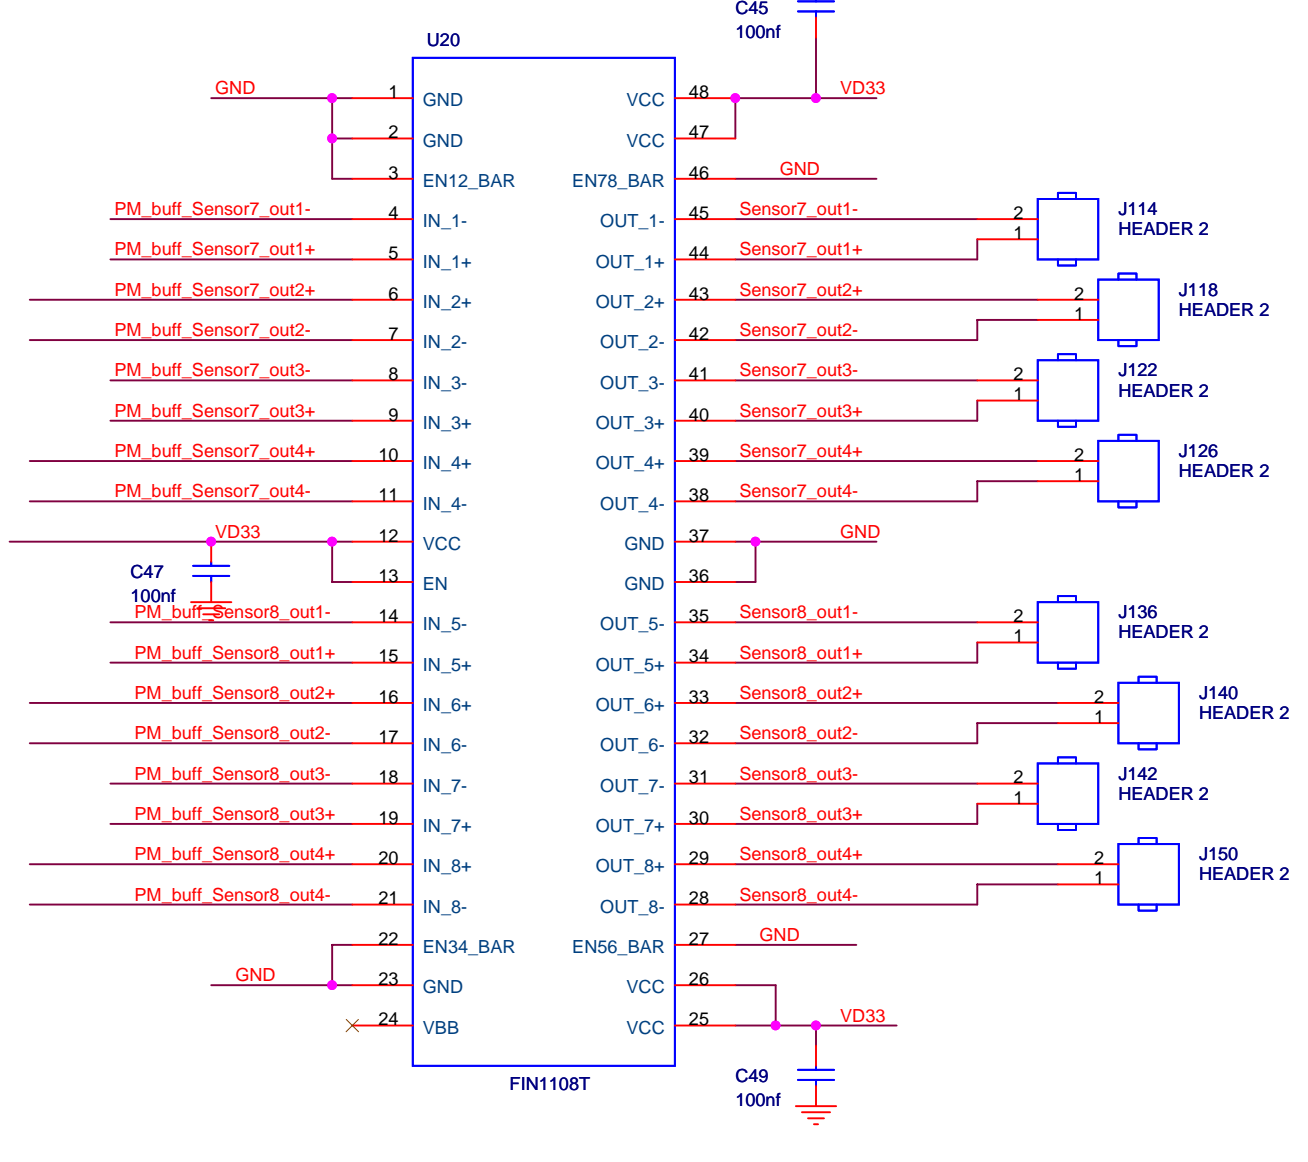 C45
100nf
U20
GND 1 GND VCC 48 VD33
2 GND VCC 47
3 EN12_BAR EN78_BAR 46 GND
PM_buff_Sensor7_out1- 4 IN_1- OUT_1- 45 Sensor7_out1- 2 J114
HEADER 2
PM_buff_Sensor7_out1+ 5 IN_1+ OUT_1+ 44 Sensor7_out1+ 1
PM_buff_Sensor7_out2+ 6 IN_2+ OUT_2+ 43 Sensor7_out2+ 2 J118
HEADER 2
PM_buff_Sensor7_out2- 7 IN_2- OUT_2- 42 Sensor7_out2- 1
PM_buff_Sensor7_out3- 8 IN_3- OUT_3- 41 Sensor7_out3- 2 J122
HEADER 2
PM_buff_Sensor7_out3+ 9 IN_3+ OUT_3+ 40 Sensor7_out3+ 1
PM_buff_Sensor7_out4+ 10 IN_4+ OUT_4+ 39 Sensor7_out4+ 2 J126
HEADER 2
PM_buff_Sensor7_out4- 11 IN_4- OUT_4- 38 Sensor7_out4- 1
VD33 12 VCC GND 37 GND
C47
100nf
13 EN GND 36
PM_buff_Sensor8_out1- 14 IN_5- OUT_5- 35 Sensor8_out1- 2 J136
HEADER 2
PM_buff_Sensor8_out1+ 15 IN_5+ OUT_5+ 34 Sensor8_out1+ 1
PM_buff_Sensor8_out2+ 16 IN_6+ OUT_6+ 33 Sensor8_out2+ 2 J140
HEADER 2
PM_buff_Sensor8_out2- 17 IN_6- OUT_6- 32 Sensor8_out2- 1
PM_buff_Sensor8_out3- 18 IN_7- OUT_7- 31 Sensor8_out3- 2 J142
HEADER 2
PM_buff_Sensor8_out3+ 19 IN_7+ OUT_7+ 30 Sensor8_out3+ 1
PM_buff_Sensor8_out4+ 20 IN_8+ OUT_8+ 29 Sensor8_out4+ 2 J150
HEADER 2
PM_buff_Sensor8_out4- 21 IN_8- OUT_8- 28 Sensor8_out4- 1
22 EN34_BAR EN56_BAR 27 GND
GND 23 GND VCC 26
24 VBB VCC 25 VD33
FIN1108T
C49
100nf